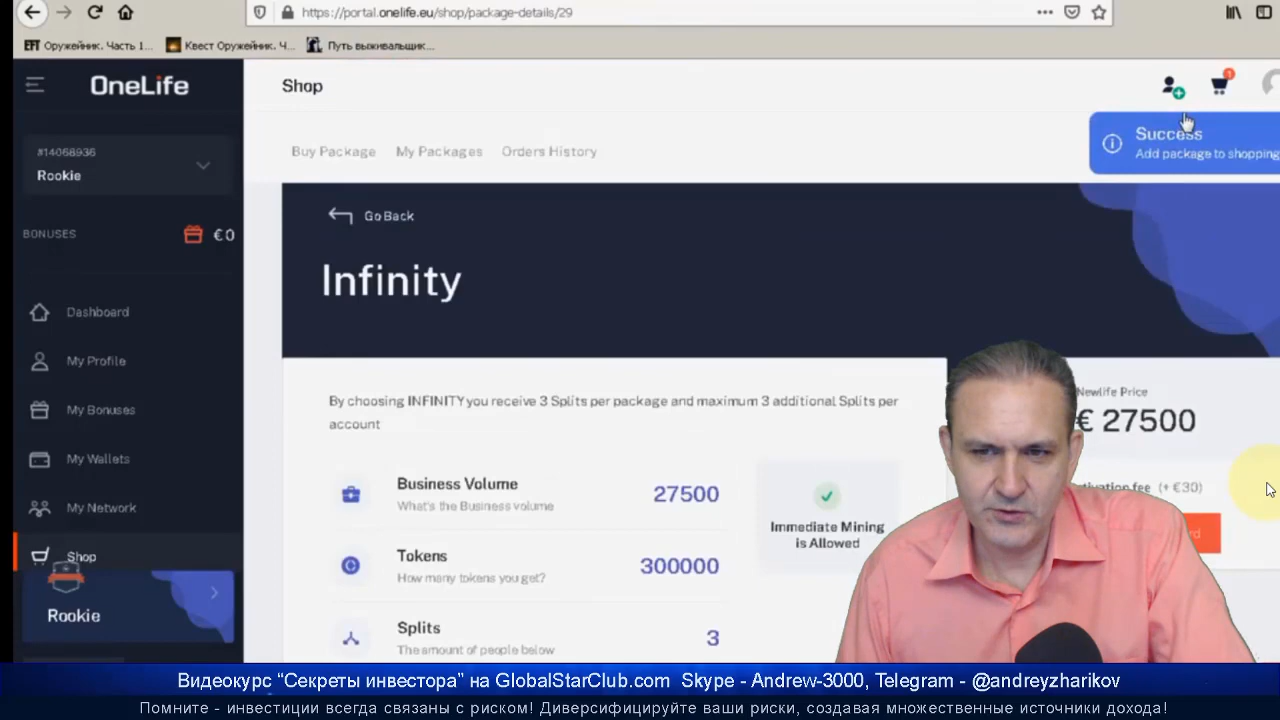 https://portal.onelife.eu/shop/package-details/29
EFT Оружейник. Часть 1...
Квест Оружейник. Ч...
Путь выживальщик...
OneLife
Shop
1
#14068936
Rookie
Buy Package
My Packages
Orders History
Success
Add package to shopping
BONUSES
€ 0
Go Back
Infinity
Dashboard
My Profile
My Bonuses
My Wallets
My Network
Shop
Rookie
By choosing INFINITY you receive 3 Splits per package and maximum 3 additional Splits per
account
Newlife Price
€ 27500
(+ €30)
Business Volume
What's the Business volume
27500
Immediate Mining
is Allowed
Tokens
How many tokens you get?
300000
Splits
The amount of people below
3
Видеокурс “Секреты инвестора” на GlobalStarClub.com Skype - Andrew-3000, Telegram - @andreyzharikov
Помните - инвестиции всегда связаны с риском! Диверсифицируйте ваши риски, создавая множественные источники дохода!